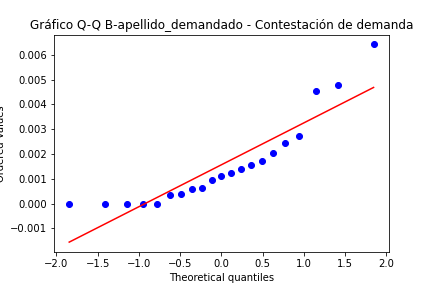 Gráfico Q-Q B-apellido_demandado - Contestación de demanda
0.006
0.005
0.004
0.003
0.002
0.001
0.000
−0.001
−2.0 −1.5 −1.0 −0.5 0.0 0.5 1.0 1.5 2.0
Theoretical quantiles